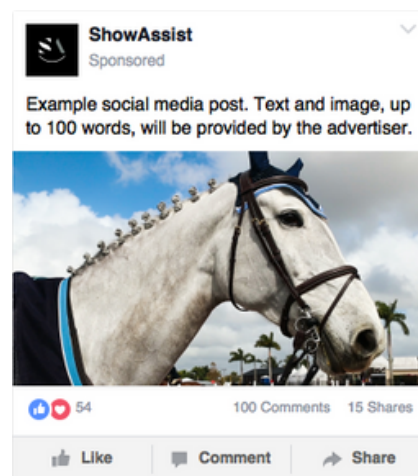 ShowAssist
Sponsored
Example social media post. Text and image, up
to 100 words, will be provided by the advertiser.
54
100 Comments 15 Shares
Like Comment Share